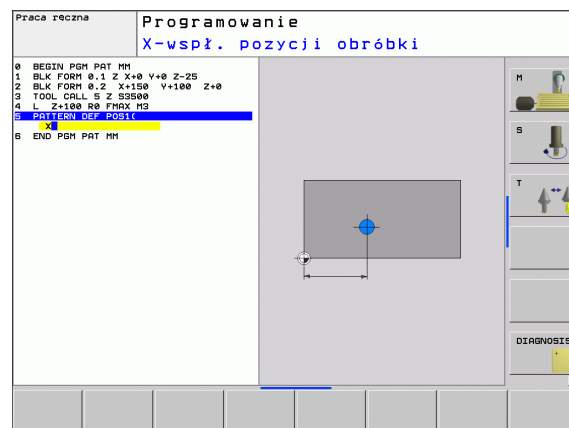 Praca ręczna
Programowanie
X-wspł. pozycji obróbki
0 BEGIN PGM PAT MM
1 BLK FORM 0.1 Z X+0 Y+0 Z-25
2 BLK FORM 0.2 X+150 Y+100 Z+0
3 TOOL CALL 5 Z S3500
4 L Z+100 R0 FMAX M3
5 PATTERN DEF POS1(
X
6 END PGM PAT MM
M
S
T
DIAGNOSIS